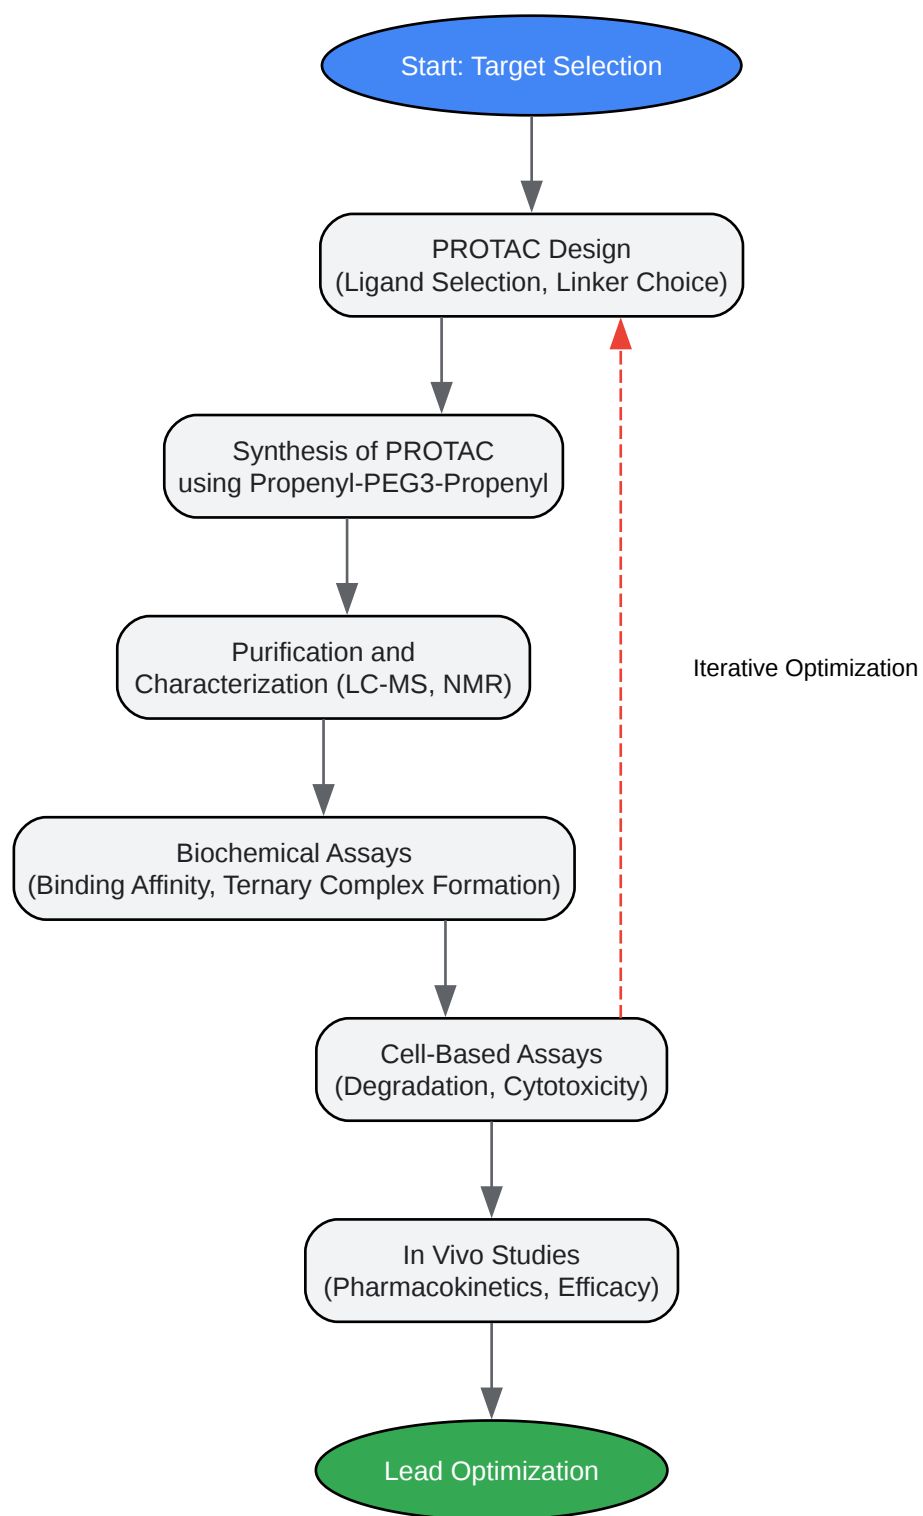 Start: Target Selection
PROTAC Design
(Ligand Selection, Linker Choice)
Synthesis of PROTAC
using Propenyl-PEG3-Propenyl
Purification and
Characterization (LC-MS, NMR)
Iterative Optimization
Biochemical Assays
(Binding Affinity, Ternary Complex Formation)
Cell-Based Assays
(Degradation, Cytotoxicity)
In Vivo Studies
(Pharmacokinetics, Efficacy)
Lead Optimization